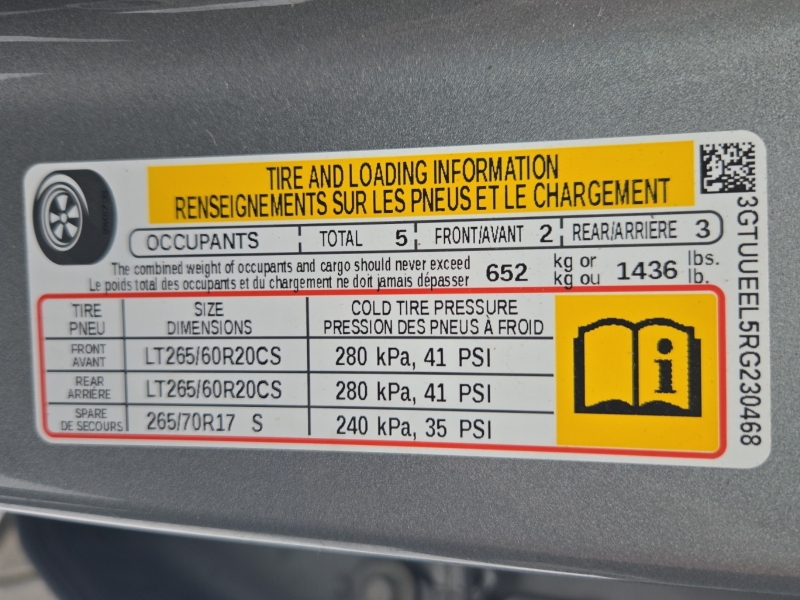 TIRE AND LOADING INFORMATION
RENSEIGNEMENTS SUR LES PNEUS ET LE CHARGEMENT
OCCUPANTS TOTAL 5 FRONT/AVANT 2 REAR/ARRIÈRE 3
The combined weight of occupants and cargo should never exceed 652 kg or 1436 lbs.
Le poids total des occupants et du chargement ne doit jamais dépasser kg ou lb.
TIRE SIZE COLD TIRE PRESSURE
PNEU DIMENSIONS PRESSION DES PNEUS À FROID
FRONT
AVANT LT265/60R20CS 280 kPa, 41 PSI
REAR
ARRIÈRE LT265/60R20CS 280 kPa, 41 PSI
SPARE
DE SECOURS 265/70R17 S 240 kPa, 35 PSI
i
3GTUUEEL5RG230468